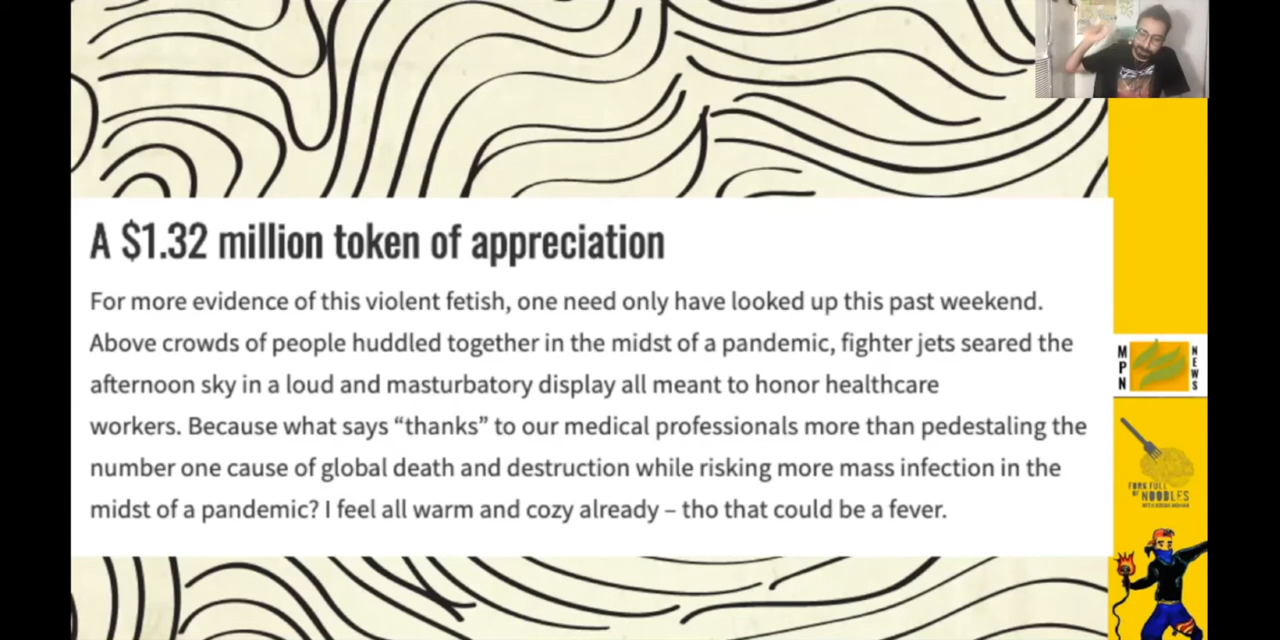 A $1.32 million token of appreciation
For more evidence of this violent fetish, one need only have looked up this past weekend.
Above crowds of people huddled together in the midst of a pandemic, fighter jets seared the
afternoon sky in a loud and masturbatory display all meant to honor healthcare
workers. Because what says “thanks” to our medical professionals more than pedestaling the
number one cause of global death and destruction while risking more mass infection in the
midst of a pandemic? I feel all warm and cozy already – tho that could be a fever.
MPN
NEWS
FORK FULL
OF NOODLES